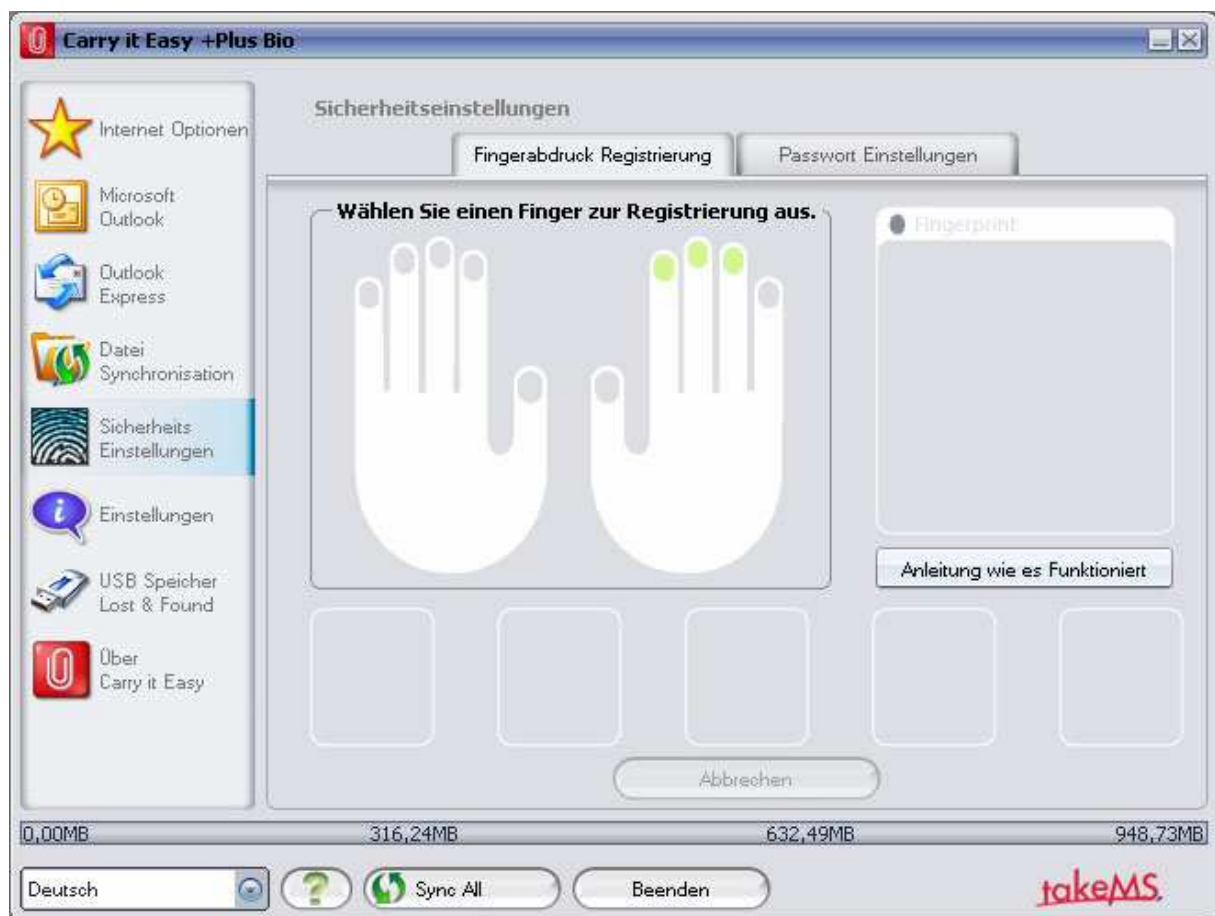 Carry it Easy +Plus Bio
Internet Optionen
Microsoft
Outlook
Outlook
Express
Datei
Synchronisation
Sicherheits
Einstellungen
Einstellungen
USB Speicher
Lost & Found
Über
Carry it Easy
Sicherheitseinstellungen
Fingerabdruck Registrierung
Passwort Einstellungen
Wählen Sie einen Finger zur Registrierung aus.
Fingerprint
Anleitung wie es Funktioniert
Abbrechen
0,00MB 316,24MB 632,49MB 948,73MB
Deutsch
?
Sync All
Beenden
takeMS.